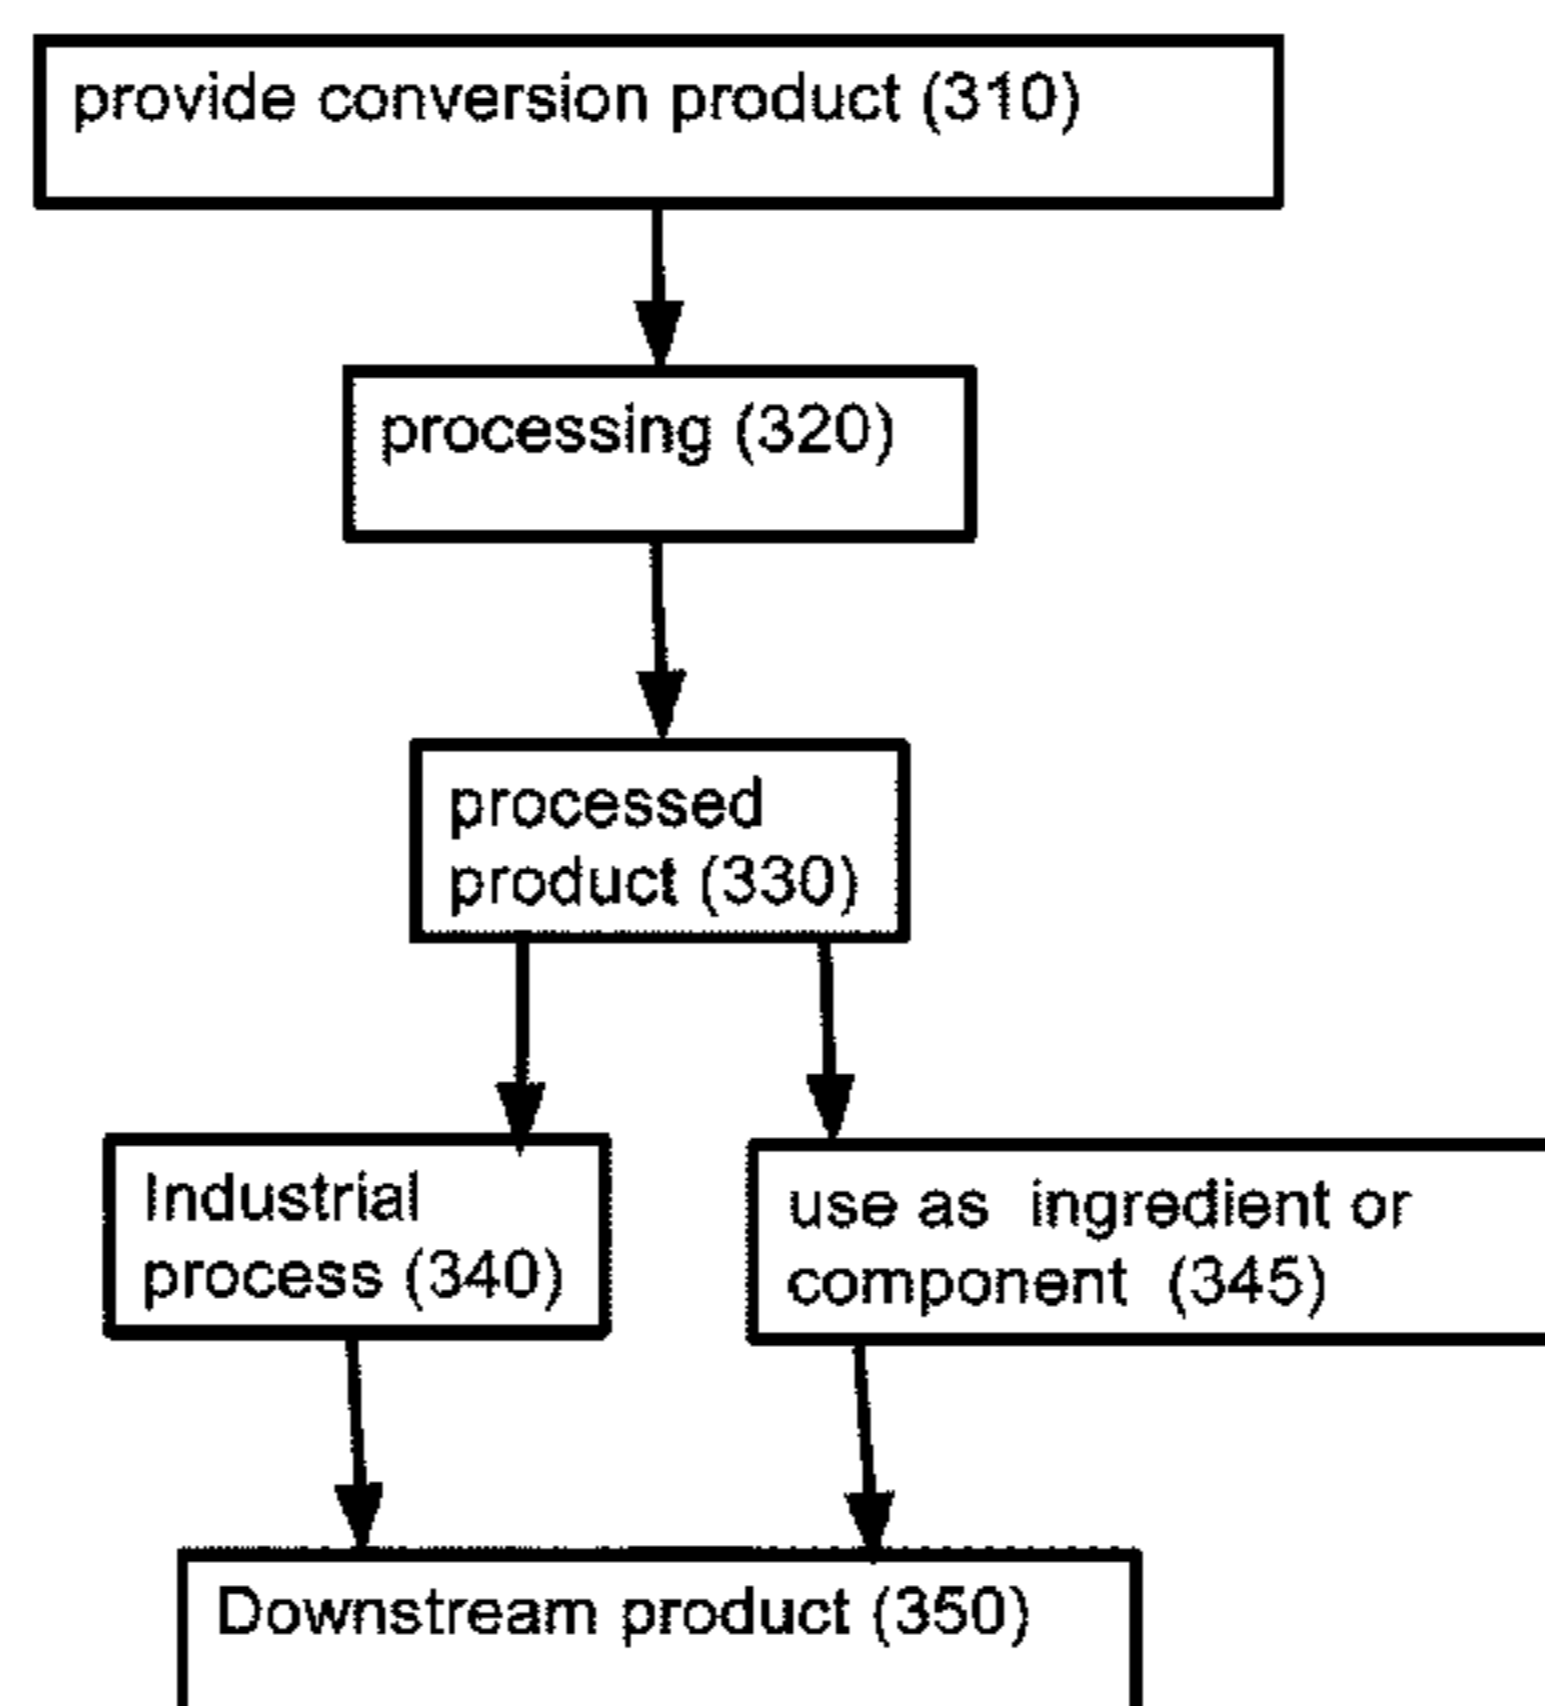 provide conversion product (310)
processing (320)
processed
product (330)
Industrial
process (340)
use as ingredient or
component (345)
Downstream product (350)